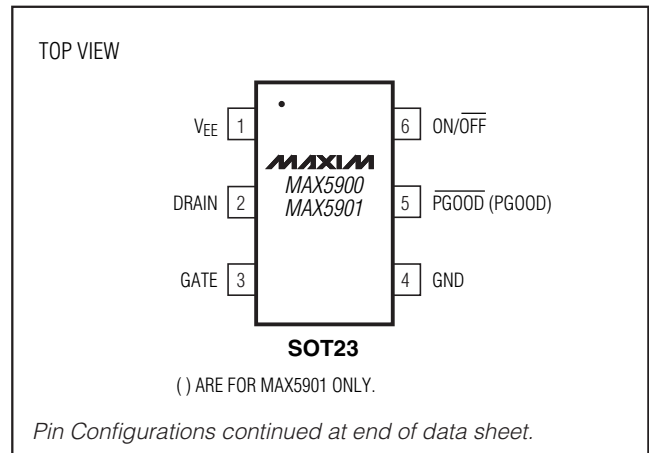 TOP VIEW
VEE 1
6 ON/OFF
MAXIM
MAX5900
MAX5901
DRAIN 2
5 PGOOD (PGOOD)
GATE 3
4 GND
SOT23
( ) ARE FOR MAX5901 ONLY.
Pin Configurations continued at end of data sheet.